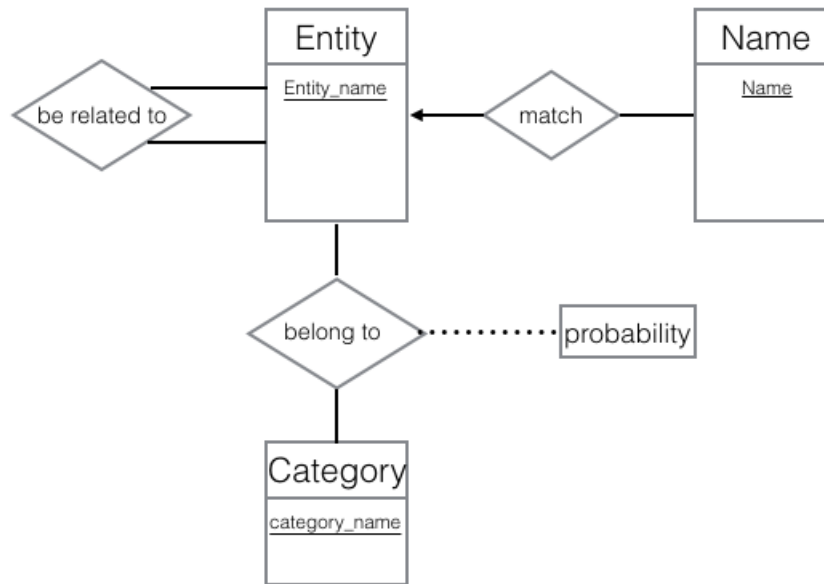 Entity
Name
Entity_name
Name
be related to
match
belong to
probability
Category
category_name